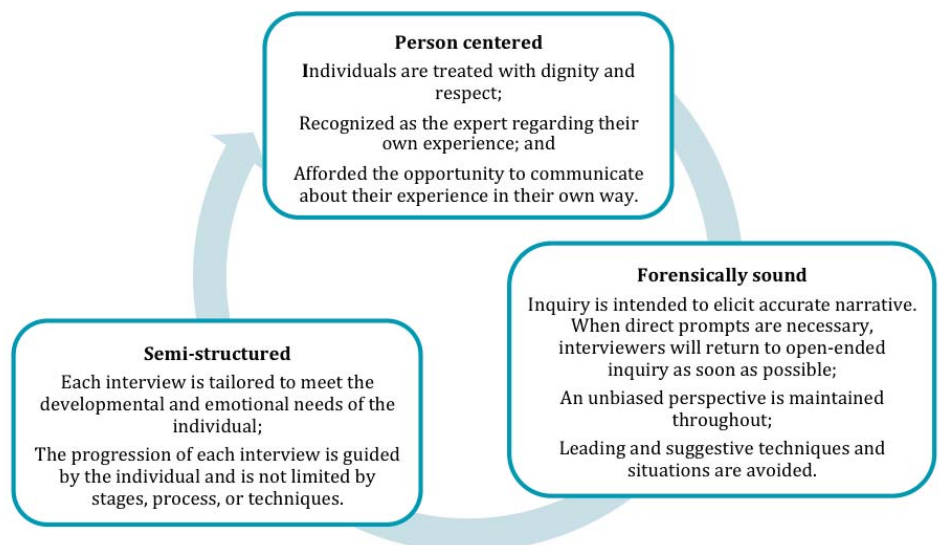 Person centered
Individuals are treated with dignity and
respect;
Recognized as the expert regarding their
own experience; and
Afforded the opportunity to communicate
about their experience in their own way.
Forensically sound
Inquiry is intended to elicit accurate narrative.
When direct prompts are necessary,
interviewers will return to open-ended
inquiry as soon as possible;
An unbiased perspective is maintained
throughout;
Leading and suggestive techniques and
situations are avoided.
Semi-structured
Each interview is tailored to meet the
developmental and emotional needs of the
individual;
The progression of each interview is guided
by the individual and is not limited by
stages, process, or techniques.